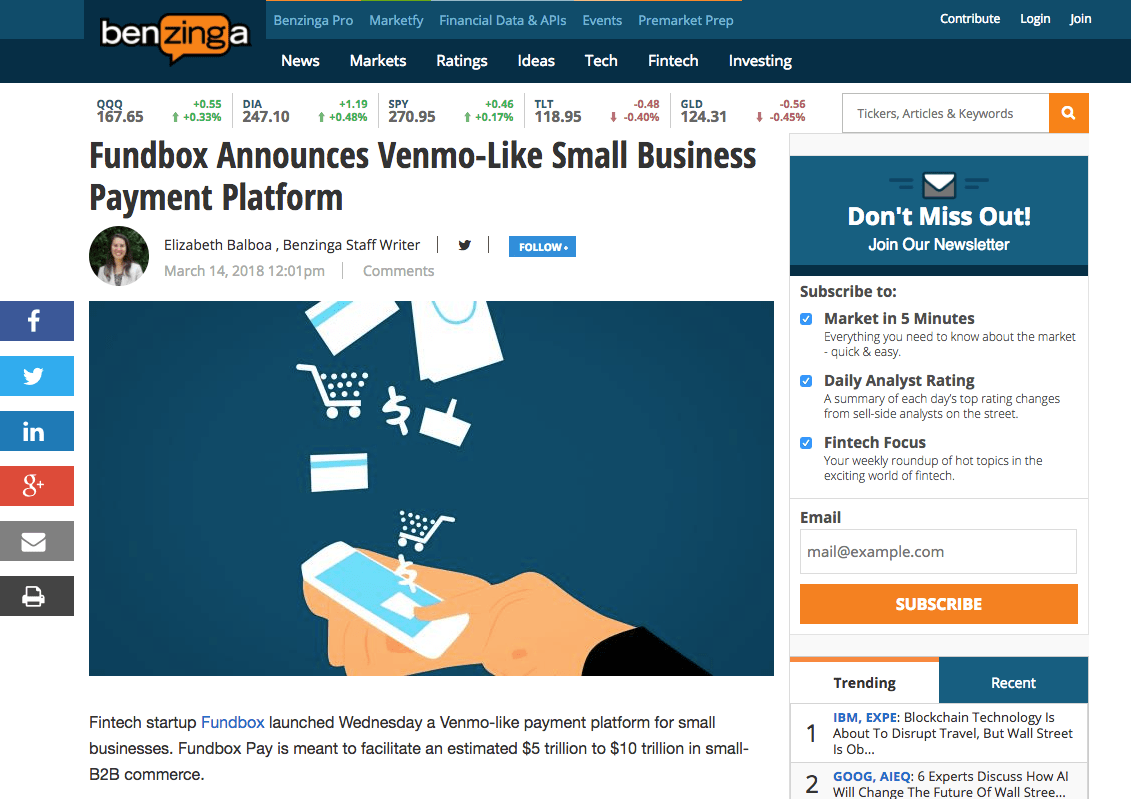 benzinga
Benzinga Pro Marketfy Financial Data & APIs Events Premarket Prep
Contribute Login Join
News Markets Ratings Ideas Tech Fintech Investing
QQQ +0.55
167.65 +0.33%
DIA +1.19
247.10 +0.48%
SPY +0.46
270.95 +0.17%
TLT -0.48
118.95 -0.40%
GLD -0.56
124.31 -0.45%
Tickers, Articles & Keywords
Fundbox Announces Venmo-Like Small Business
Payment Platform
Elizabeth Balboa , Benzinga Staff Writer
FOLLOW+
March 14, 2018 12:01pm
Comments
f
in
g+
$
$
Fintech startup Fundbox launched Wednesday a Venmo-like payment platform for small
businesses. Fundbox Pay is meant to facilitate an estimated $5 trillion to $10 trillion in small-
B2B commerce.
Don't Miss Out!
Join Our Newsletter
Subscribe to:
Market in 5 Minutes
Everything you need to know about the market
- quick & easy.
Daily Analyst Rating
A summary of each day's top rating changes
from sell-side analysts on the street.
Fintech Focus
Your weekly roundup of hot topics in the
exciting world of fintech.
Email
mail@example.com
SUBSCRIBE
Trending Recent
1 IBM, EXPE: Blockchain Technology Is
About To Disrupt Travel, But Wall Street
Is Ob...
2 GOOG, AIEQ: 6 Experts Discuss How AI
Will Change The Future Of Wall Stree...